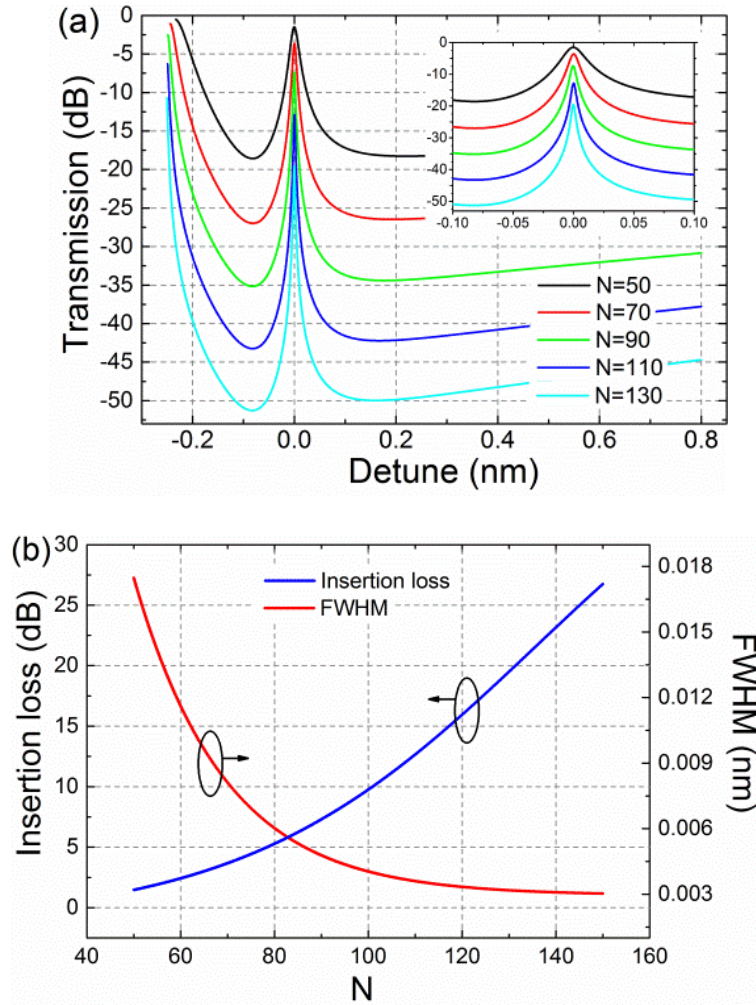 (a)
Transmission (dB)
0
-5
-10
-15
-20
-25
-30
-35
-40
-45
-50
0
-10
-20
-30
-40
-50
-0.10 -0.05 0.00 0.05 0.10
N=50
N=70
N=90
N=110
N=130
-0.2 0.0 0.2 0.4 0.6 0.8
Detune (nm)
(b)
Insertion loss (dB)
30
25
20
15
10
5
0
Insertion loss
FWHM
0.018
0.015
0.012
0.009
0.006
0.003
FWHM (nm)
40 60 80 100 120 140 160
N